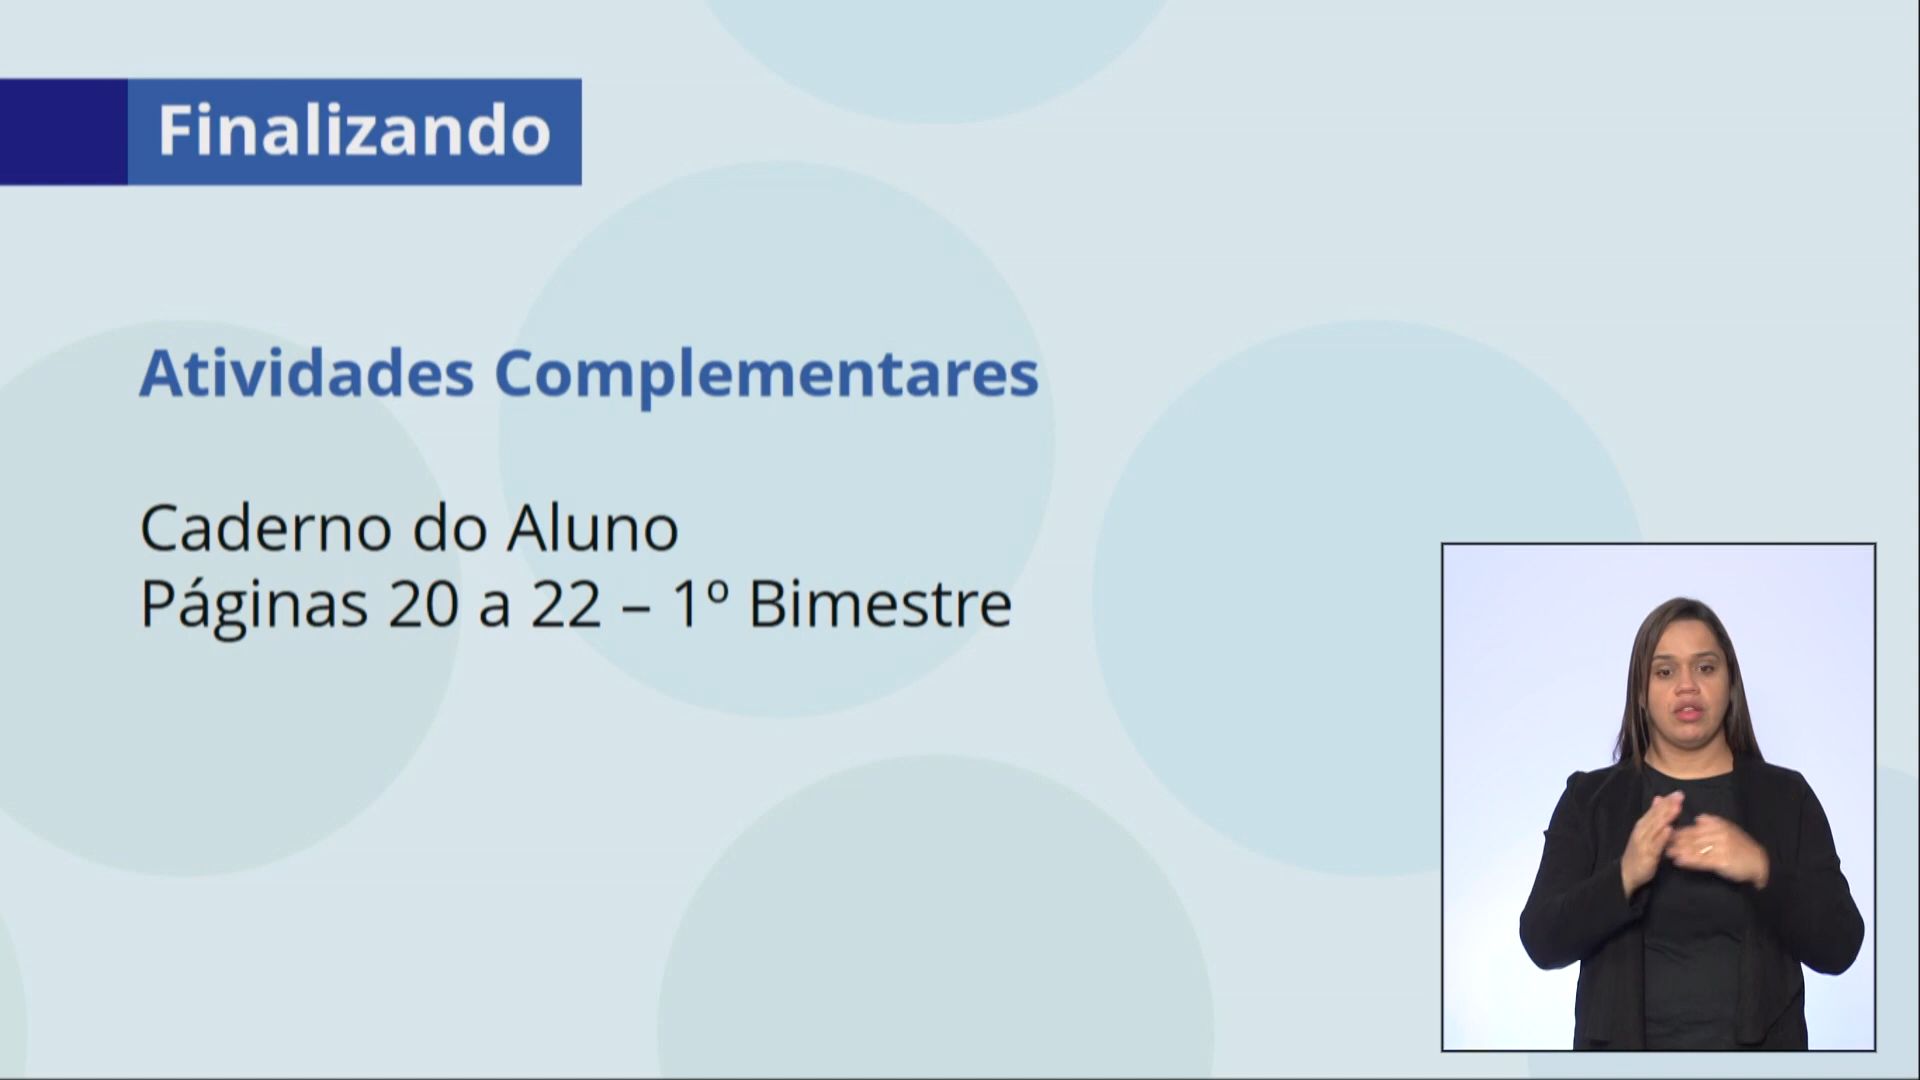 Finalizando
Atividades Complementares
Caderno do Aluno
Páginas 20 a 22 – 1º Bimestre